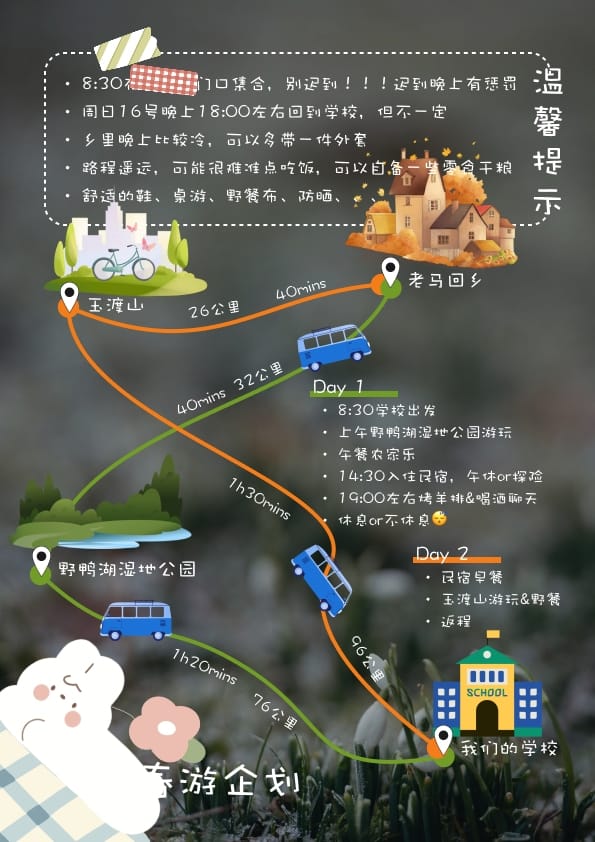 温馨提示
• 8:30 门口集合，别迟到！！！迟到晚上有惩罚
• 周日16号晚上18:00左右回到学校，但不一定
• 乡里晚上比较冷，可以多带一件外套
• 路程遥远，可能很难准点吃饭，可以自备一些零食干粮
• 舒适的鞋、桌游、野餐布、防晒、、、
老马回乡
玉渡山
26公里 40mins
40mins 32公里
Day 1
• 8:30学校出发
• 上午野鸭湖湿地公园游玩
• 午餐农家乐
• 14:30入住民宿，午休or探险
• 19:00左右烤羊排&喝酒聊天
• 休息or不休息😴
1h30mins
96公里
Day 2
• 民宿早餐
• 玉渡山游玩&野餐
• 返程
野鸭湖湿地公园
1h20mins 76公里
SCHOOL
我们的学校
春游企划